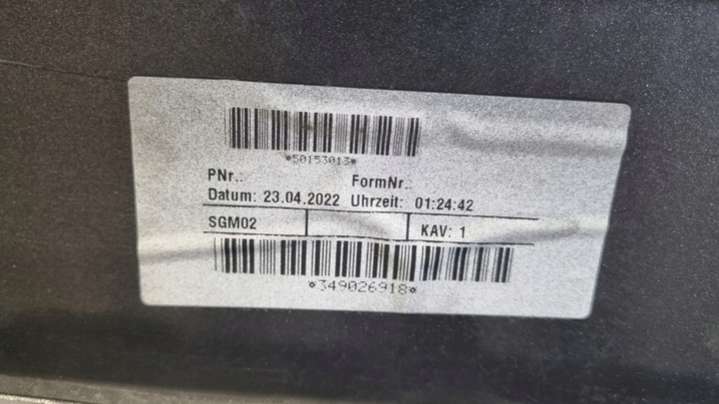 *50153013*
PNr.: FormNr.:
Datum: 23.04.2022 Uhrzeit: 01:24:42
SGM02 KAV: 1
*349026918*